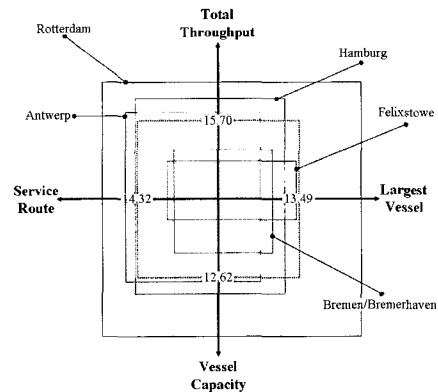 Total
Throughput
Rotterdam
Hamburg
Antwerp
Felixstowe
15.70
Service
Route
14.32
13.49
Largest
Vessel
12.62
Bremen/Bremerhaven
Vessel
Capacity